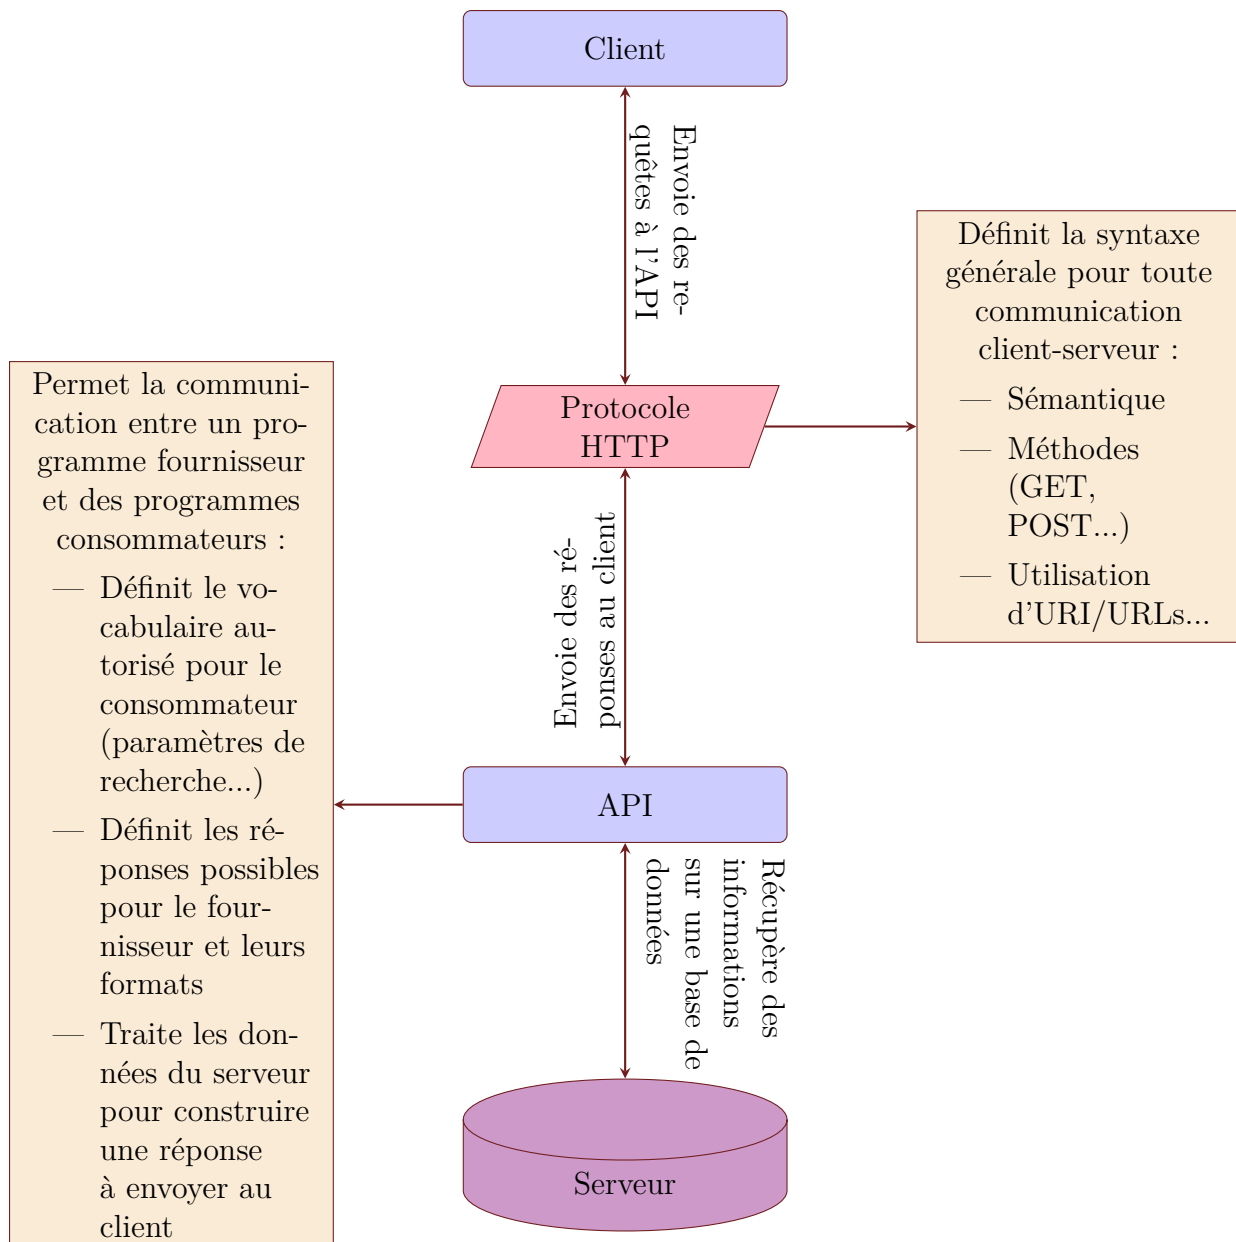 Client
Envoie des re-
quêtes à l'API
Définit la syntaxe
générale pour toute
communication
client-serveur :
— Sémantique
— Méthodes
(GET,
POST...)
— Utilisation
d'URI/URLs...
Protocole
HTTP
Permet la communi-
cation entre un pro-
gramme fournisseur
et des programmes
consommateurs :
— Définit le vo-
cabulaire au-
torisé pour le
consommateur
(paramètres de
recherche...)
— Définit les ré-
ponses possibles
pour le four-
nisseur et leurs
formats
— Traite les don-
nées du serveur
pour construire
une réponse
à envoyer au
client
Envoie des ré-
ponses au client
API
Récupère des
informations
sur une base de
données
Serveur